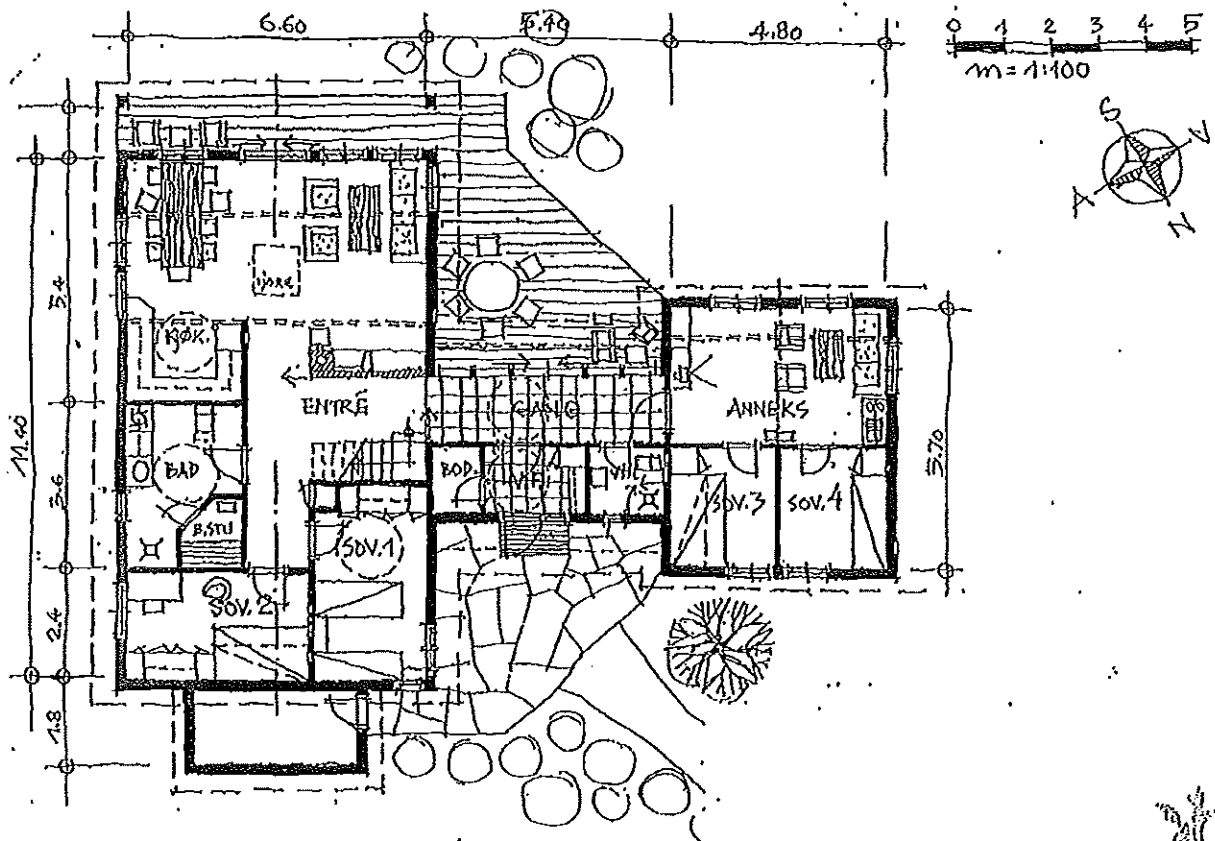 6.60
5.40
4.80
0 1 2 3 4 5
m = 1:100
S
V
A
N
KØK.
ENTRÉ
GANG
ANNEKS
BAD
BOD.
V.F.
B.STU
SOV.1
SOV.2
SOV.3
SOV.4
5.4
3.6
2.4
1.8
11.40
5.70